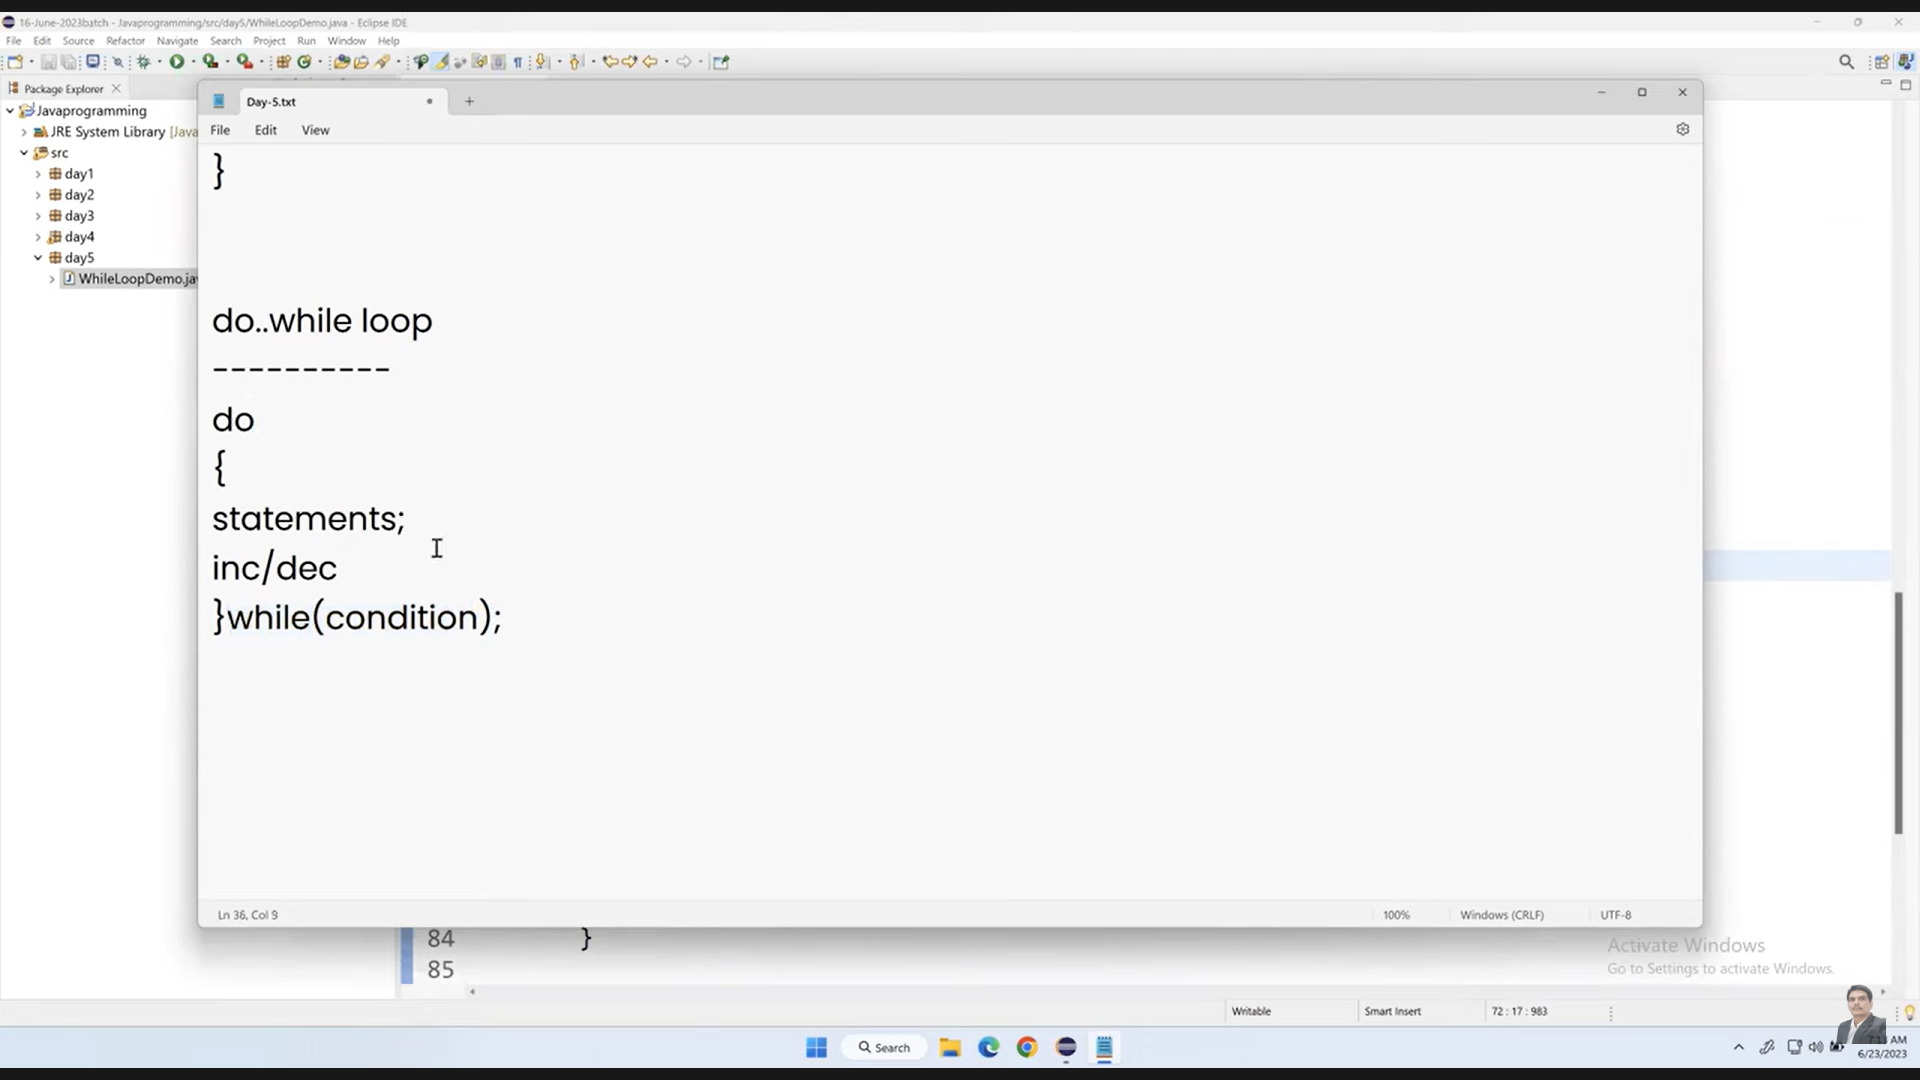 16-June-2023batch - Javaprogramming/src/day5/WhileLoopDemo.java - Eclipse IDE
File Edit Source Refactor Navigate Search Project Run Window Help
Package Explorer
Javaprogramming
JRE System Library [Java
src
day1
day2
day3
day4
day5
WhileLoopDemo.jav
Day-5.txt
File Edit View
}
do..while loop
----------
do
{
statements;
inc/dec
}while(condition);
Ln 36, Col 9 100% Windows (CRLF) UTF-8
84 }
85
Activate Windows
Go to Settings to activate Windows.
Writable Smart Insert 72 : 17 : 983
Search
AM
6/23/2023